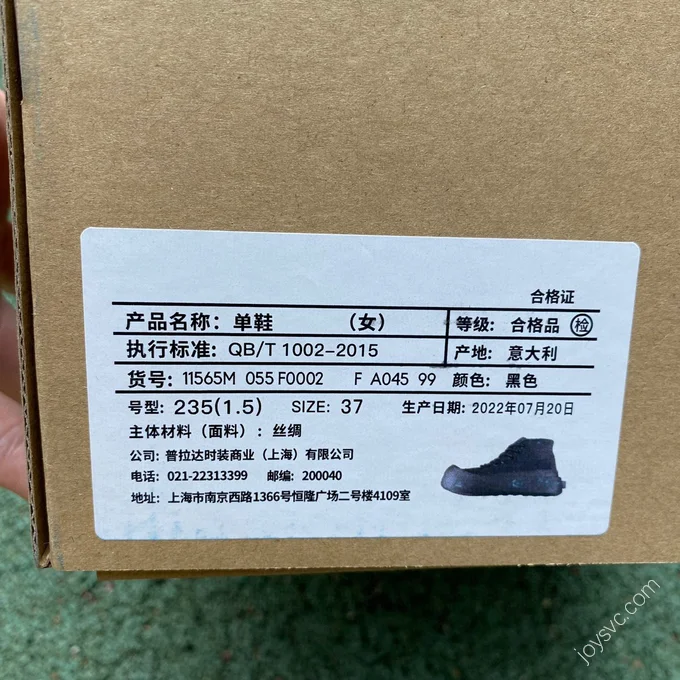 合格证
产品名称: 单鞋 （女） 等级: 合格品 检
执行标准: QB/T 1002-2015 产地: 意大利
货号: 11565M 055 F0002 F A045 99 颜色: 黑色
号型: 235(1.5) SIZE: 37 生产日期: 2022年07月20日
主体材料（面料）: 丝绸
公司: 普拉达时装商业（上海）有限公司
电话: 021-22313399 邮编: 200040
地址: 上海市南京西路1366号恒隆广场二号楼4109室
joysvc.com